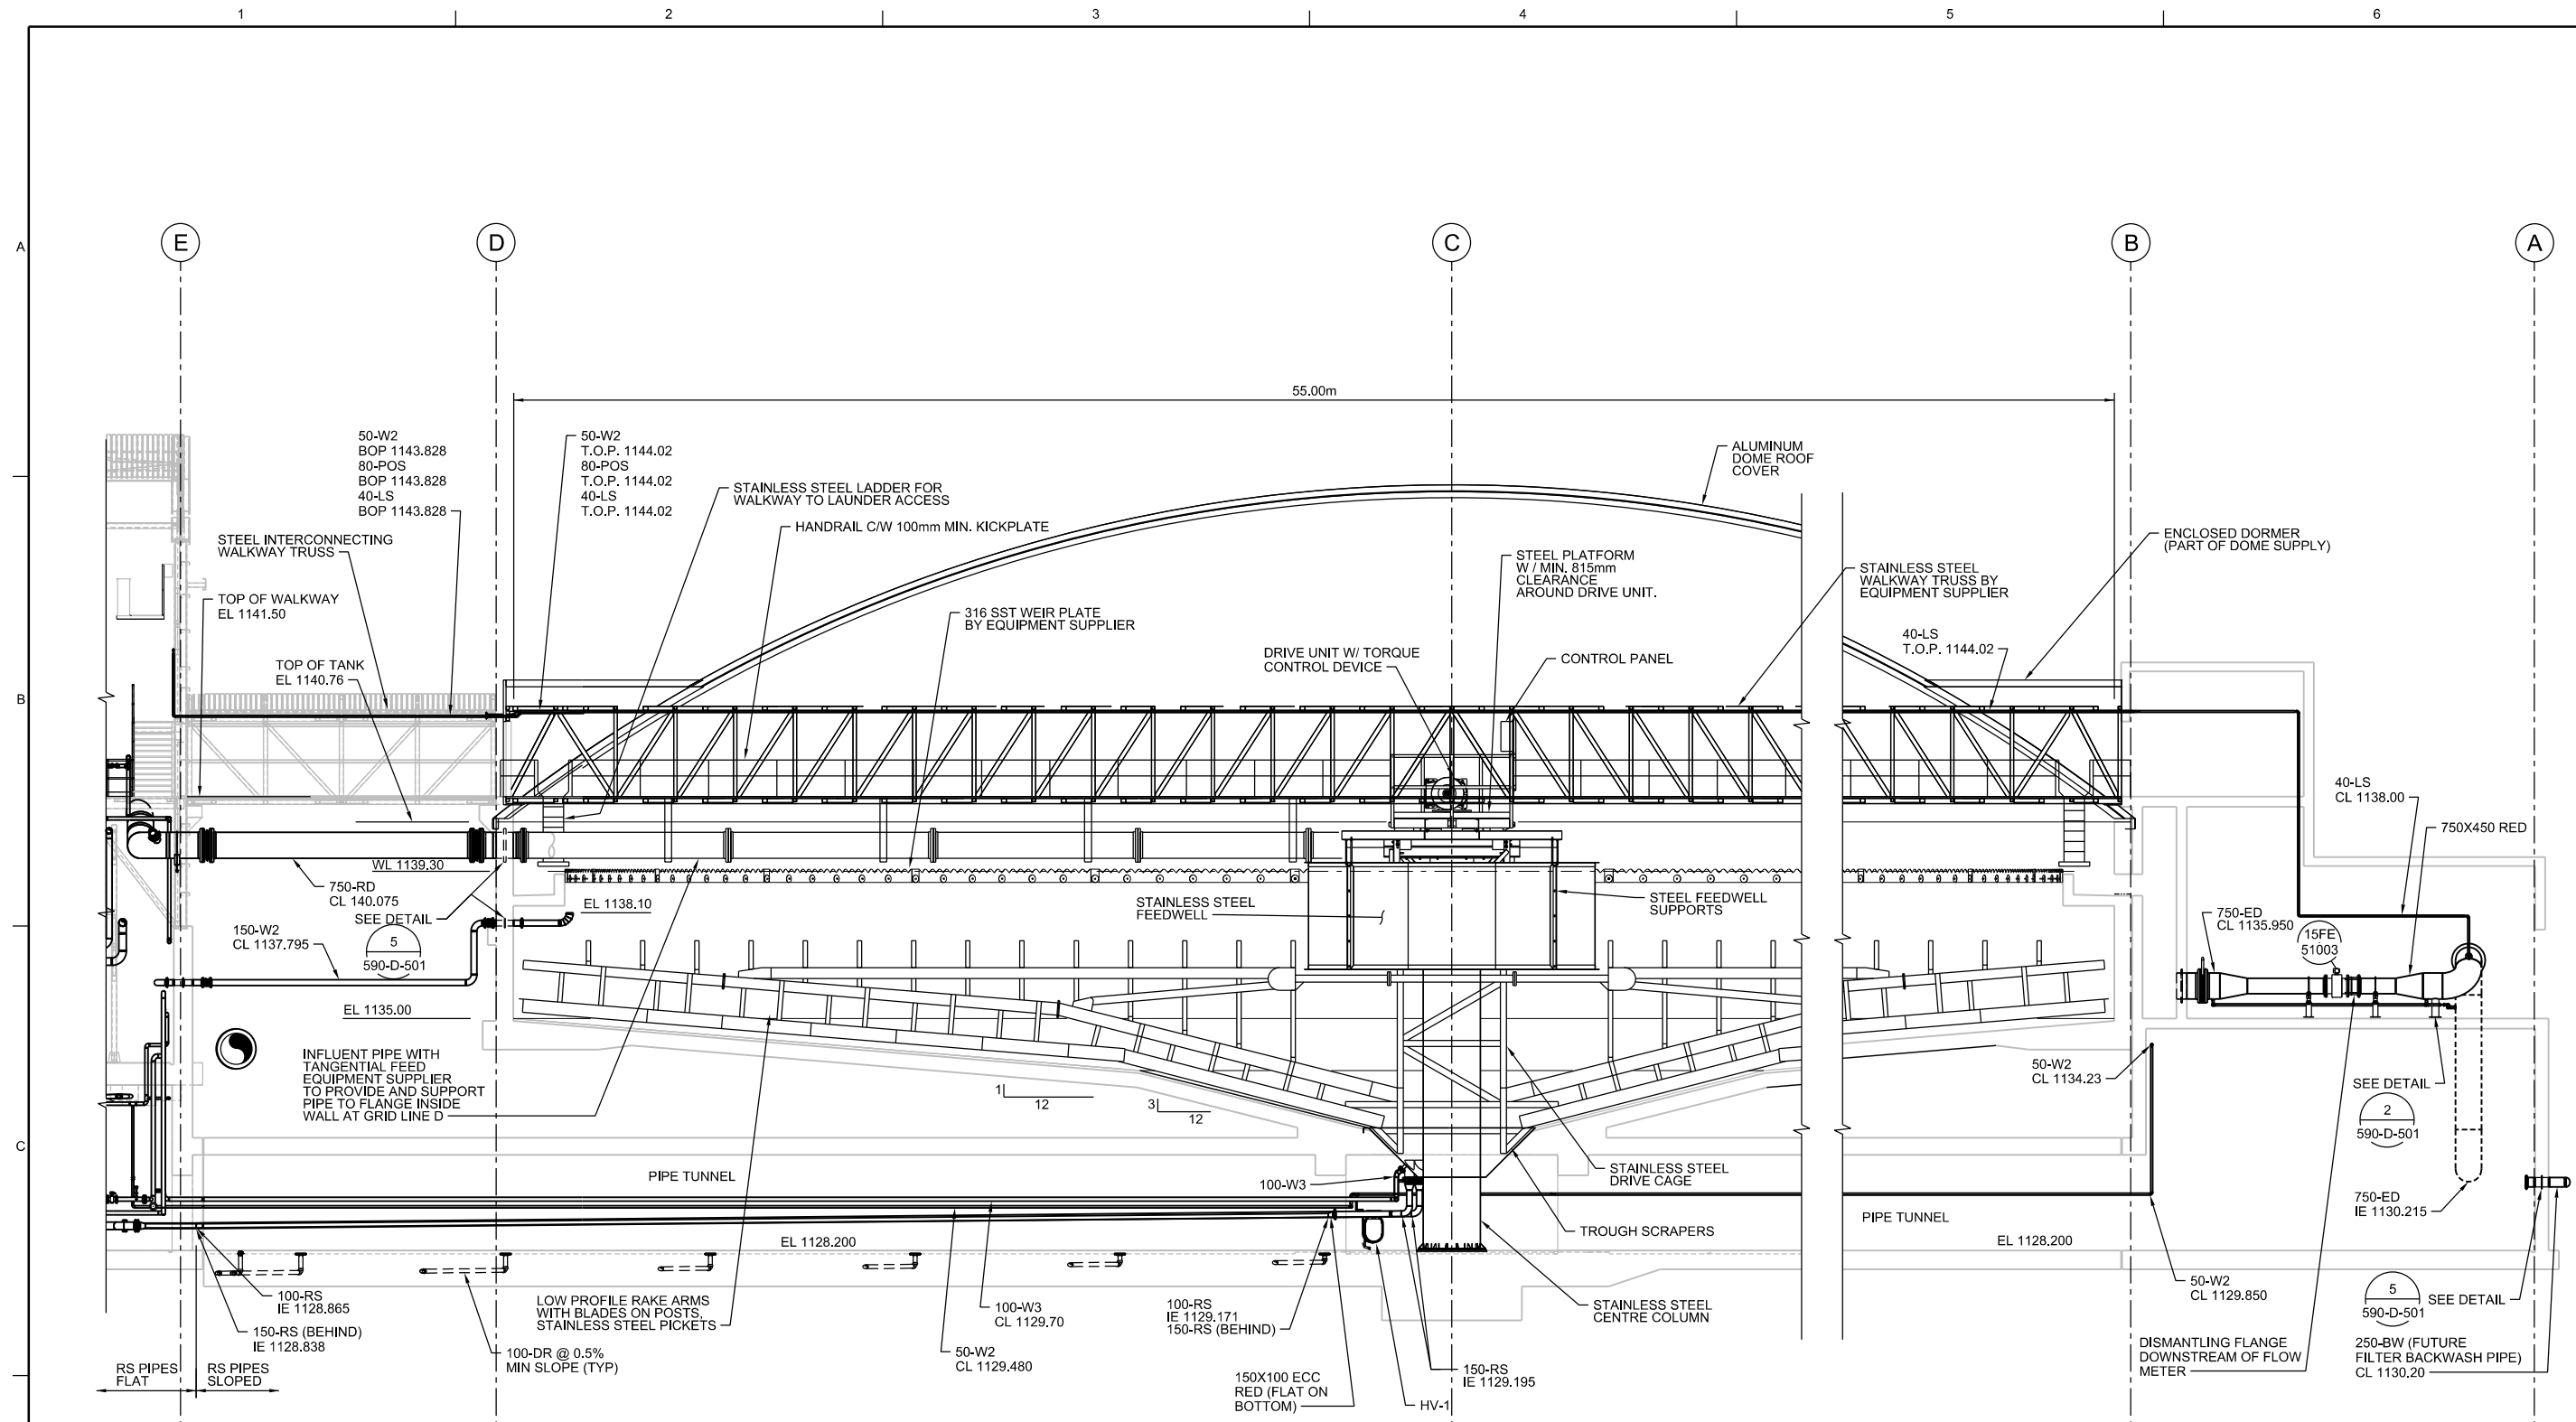 1
2
3
4
5
6
A
B
C
E
D
C
B
A
55.00m
50-W2
BOP 1143.828
80-POS
BOP 1143.828
40-LS
BOP 1143.828
50-W2
T.O.P. 1144.02
80-POS
T.O.P. 1144.02
40-LS
T.O.P. 1144.02
STAINLESS STEEL LADDER FOR
WALKWAY TO LAUNDER ACCESS
HANDRAIL C/W 100mm MIN. KICKPLATE
ALUMINUM
DOME ROOF
COVER
STEEL INTERCONNECTING
WALKWAY TRUSS
STEEL PLATFORM
W / MIN. 815mm
CLEARANCE
AROUND DRIVE UNIT.
STAINLESS STEEL
WALKWAY TRUSS BY
EQUIPMENT SUPPLIER
ENCLOSED DORMER
(PART OF DOME SUPPLY)
TOP OF WALKWAY
EL 1141.50
316 SST WEIR PLATE
BY EQUIPMENT SUPPLIER
TOP OF TANK
EL 1140.76
DRIVE UNIT W/ TORQUE
CONTROL DEVICE
CONTROL PANEL
40-LS
T.O.P. 1144.02
40-LS
CL 1138.00
750X450 RED
WL 1139.30
750-RD
CL 140.075
SEE DETAIL
5
590-D-501
EL 1138.10
STAINLESS STEEL
FEEDWELL
STEEL FEEDWELL
SUPPORTS
150-W2
CL 1137.795
750-ED
CL 1135.950
15FE
51003
EL 1135.00
INFLUENT PIPE WITH
TANGENTIAL FEED
EQUIPMENT SUPPLIER
TO PROVIDE AND SUPPORT
PIPE TO FLANGE INSIDE
WALL AT GRID LINE D
1
12
3
12
50-W2
CL 1134.23
SEE DETAIL
2
590-D-501
PIPE TUNNEL
100-W3
STAINLESS STEEL
DRIVE CAGE
TROUGH SCRAPERS
PIPE TUNNEL
750-ED
IE 1130.215
EL 1128.200
EL 1128.200
100-RS
IE 1128.865
150-RS (BEHIND)
IE 1128.838
LOW PROFILE RAKE ARMS
WITH BLADES ON POSTS,
STAINLESS STEEL PICKETS
100-W3
CL 1129.70
100-RS
IE 1129.171
150-RS (BEHIND)
STAINLESS STEEL
CENTRE COLUMN
50-W2
CL 1129.850
5
590-D-501
SEE DETAIL
RS PIPES
FLAT
RS PIPES
SLOPED
100-DR @ 0.5%
MIN SLOPE (TYP)
50-W2
CL 1129.480
150X100 ECC
RED (FLAT ON
BOTTOM)
HV-1
150-RS
IE 1129.195
DISMANTLING FLANGE
DOWNSTREAM OF FLOW
METER
250-BW (FUTURE
FILTER BACKWASH PIPE)
CL 1130.20